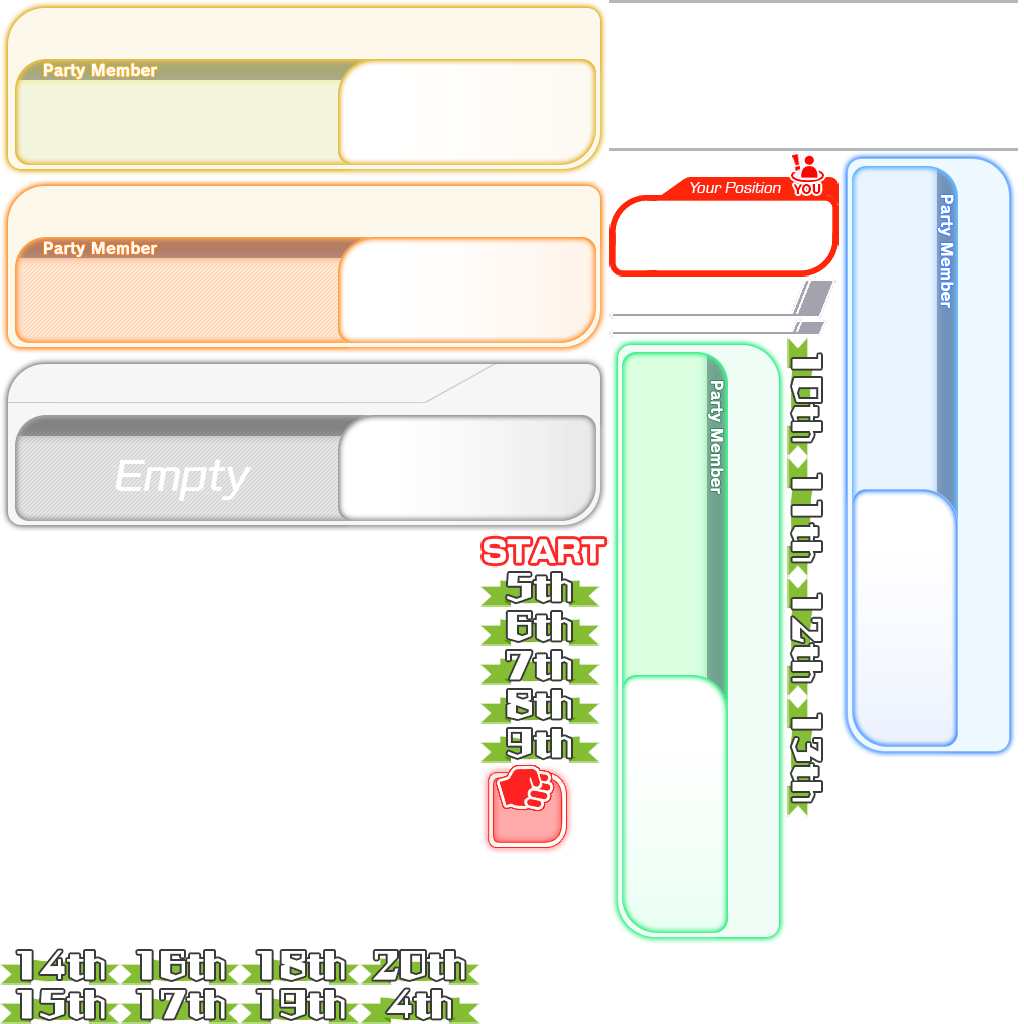 Party Member
Your Position
YOU
Party Member
Party Member
Party Member
Empty
START
5th
6th
7th
8th
9th
10th
11th
12th
13th
14th
16th
18th
20th
15th
17th
19th
4th